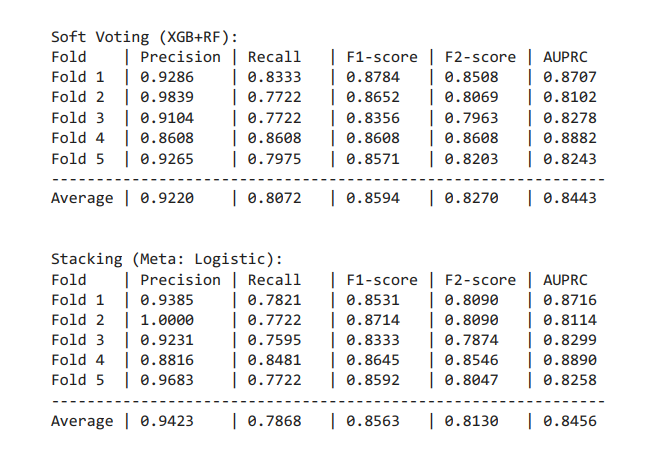 Soft Voting (XGB+RF):
Fold | Precision | Recall | F1-score | F2-score | AUPRC
Fold 1 | 0.9286 | 0.8333 | 0.8784 | 0.8508 | 0.8707
Fold 2 | 0.9839 | 0.7722 | 0.8652 | 0.8069 | 0.8102
Fold 3 | 0.9104 | 0.7722 | 0.8356 | 0.7963 | 0.8278
Fold 4 | 0.8608 | 0.8608 | 0.8608 | 0.8608 | 0.8882
Fold 5 | 0.9265 | 0.7975 | 0.8571 | 0.8203 | 0.8243
--------------------------------------------------------------
Average | 0.9220 | 0.8072 | 0.8594 | 0.8270 | 0.8443
Stacking (Meta: Logistic):
Fold | Precision | Recall | F1-score | F2-score | AUPRC
Fold 1 | 0.9385 | 0.7821 | 0.8531 | 0.8090 | 0.8716
Fold 2 | 1.0000 | 0.7722 | 0.8714 | 0.8090 | 0.8114
Fold 3 | 0.9231 | 0.7595 | 0.8333 | 0.7874 | 0.8299
Fold 4 | 0.8816 | 0.8481 | 0.8645 | 0.8546 | 0.8890
Fold 5 | 0.9683 | 0.7722 | 0.8592 | 0.8047 | 0.8258
--------------------------------------------------------------
Average | 0.9423 | 0.7868 | 0.8563 | 0.8130 | 0.8456